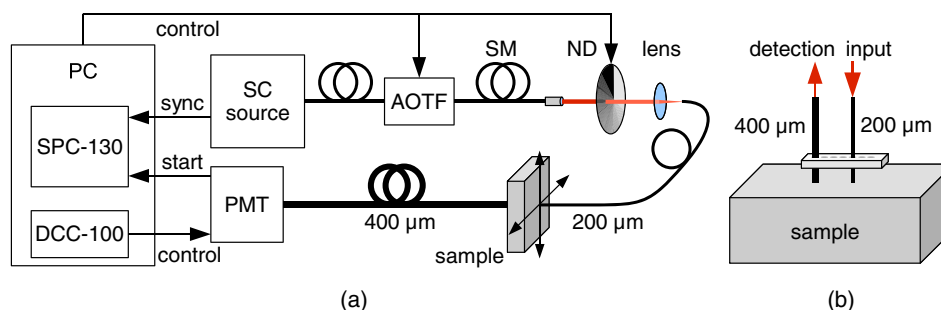 control
PC
SC
source
SM
ND
lens
AOTF
sync
SPC-130
start
PMT
DCC-100
control
400 µm
200 µm
sample
(a)
detection input
400 µm
200 µm
sample
(b)